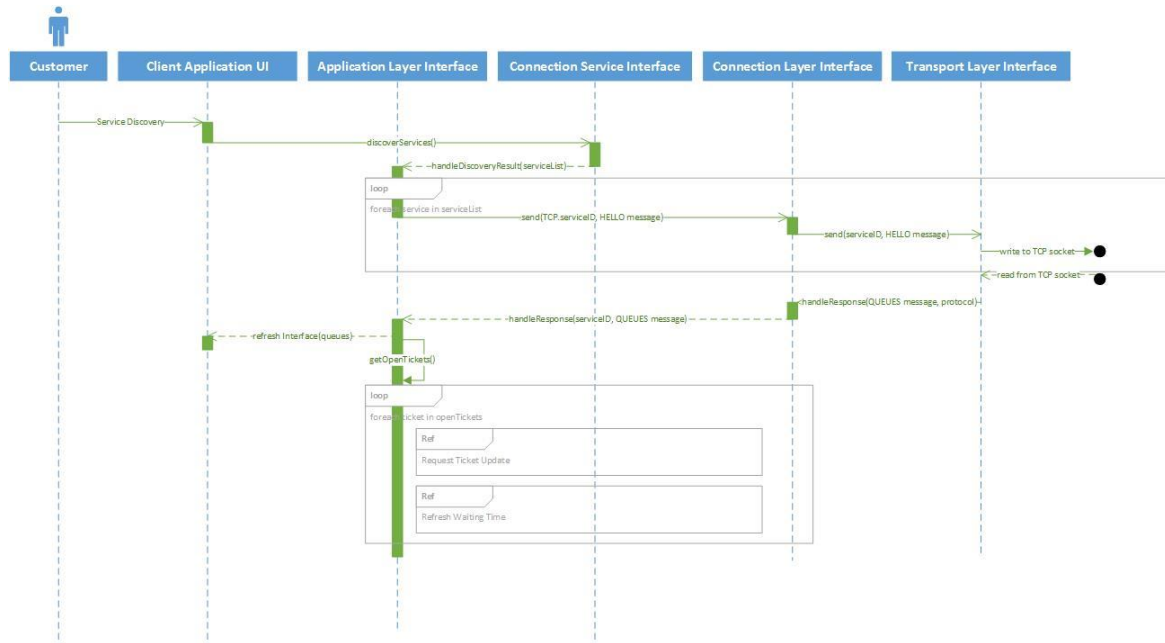 Customer
Client Application UI
Application Layer Interface
Connection Service Interface
Connection Layer Interface
Transport Layer Interface
Service Discovery
discoverServices()
handleDiscoveryResult(serviceList)
loop
foreach service in serviceList
send(TCP.serviceID, HELLO message)
send(serviceID, HELLO message)
write to TCP socket
read from TCP socket
handleResponse(QUEUES message, protocol)
handleResponse(serviceID, QUEUES message)
refresh Interface(queues)
getOpenTickets()
loop
foreach ticket in openTickets
Ref
Request Ticket Update
Ref
Refresh Waiting Time